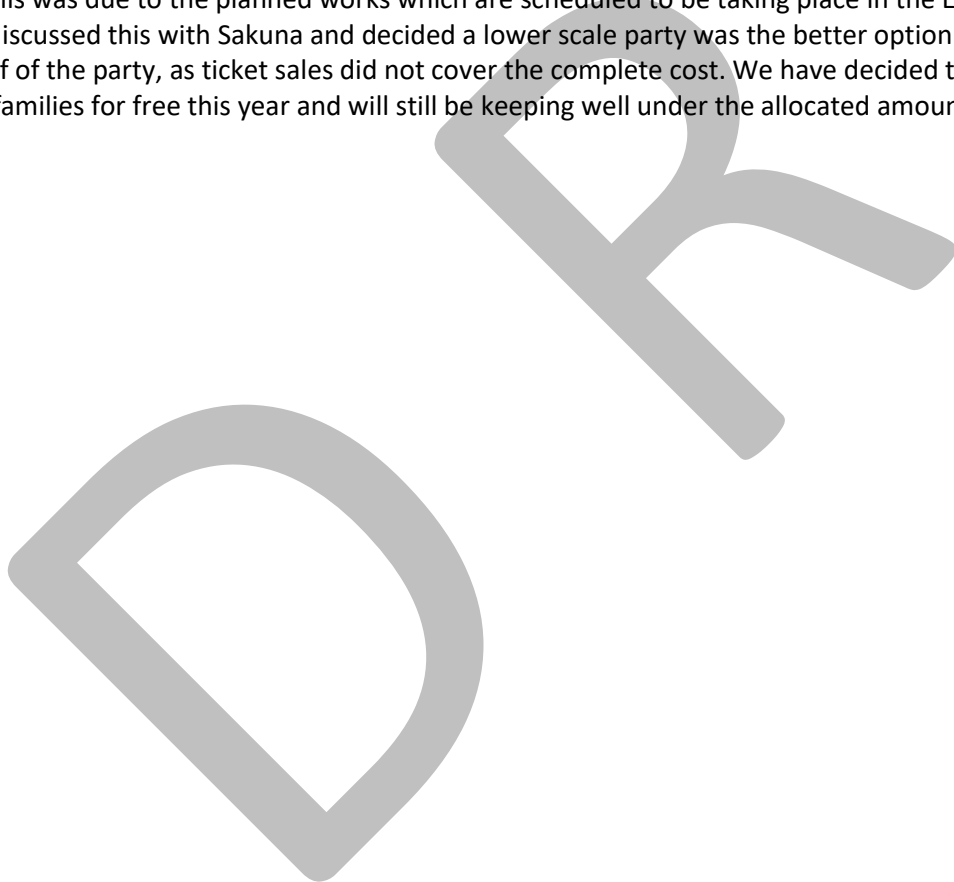 his was due to the planned works which are scheduled to be taking place in the
iscussed this with Sakuna and decided a lower scale party was the better option
f of the party, as ticket sales did not cover the complete cost. We have decided
families for free this year and will still be keeping well under the allocated
D R